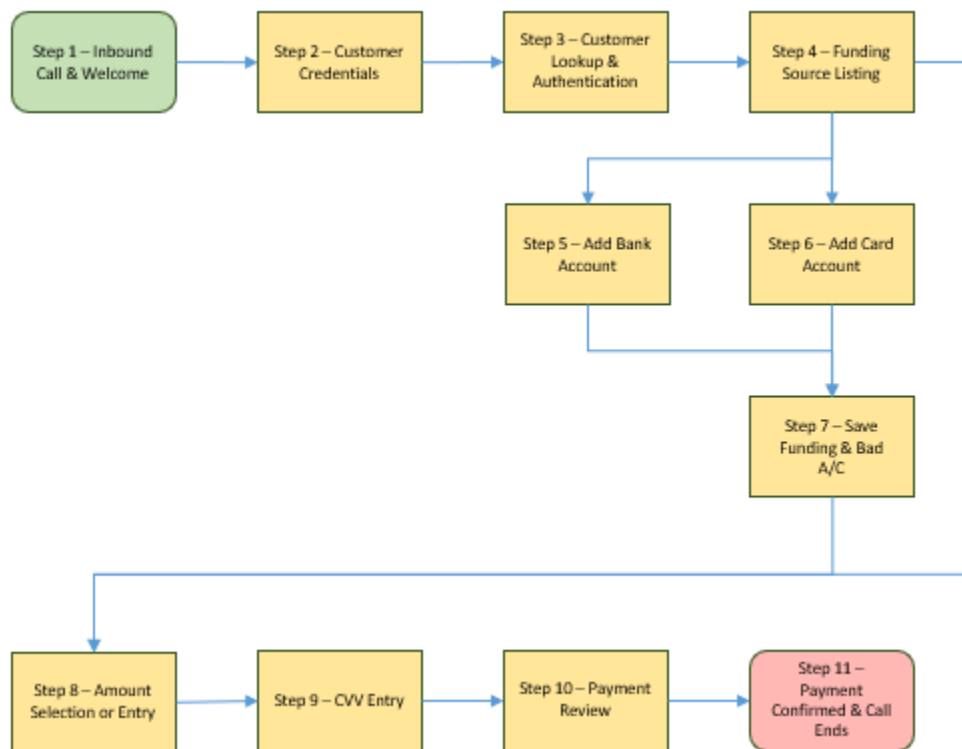 Step 1 – Inbound
Call & Welcome
Step 2 – Customer
Credentials
Step 3 – Customer
Lookup &
Authentication
Step 4 – Funding
Source Listing
Step 5 – Add Bank
Account
Step 6 – Add Card
Account
Step 7 – Save
Funding & Bad
A/C
Step 8 – Amount
Selection or Entry
Step 9 – CVV Entry
Step 10 – Payment
Review
Step 11 –
Payment
Confirmed & Call
Ends